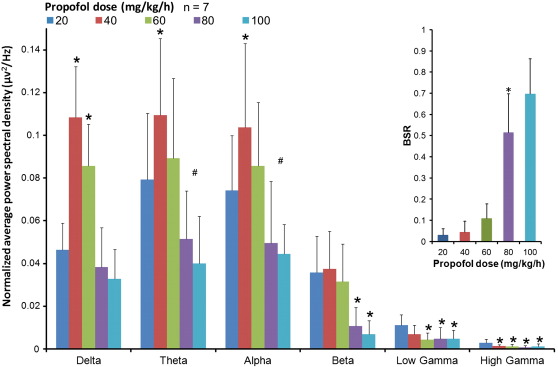 Propofol dose (mg/kg/h) n = 7
20 40 60 80 100
Normalized average power spectral density (µv²/Hz)
0.14
0.12
0.1
0.08
0.06
0.04
0.02
0
* * * * # # * * * * * * * * *
Delta Theta Alpha Beta Low Gamma High Gamma
BSR
0.9
0.8
0.7
0.6
0.5
0.4
0.3
0.2
0.1
0
*
20 40 60 80 100
Propofol dose (mg/kg/h)